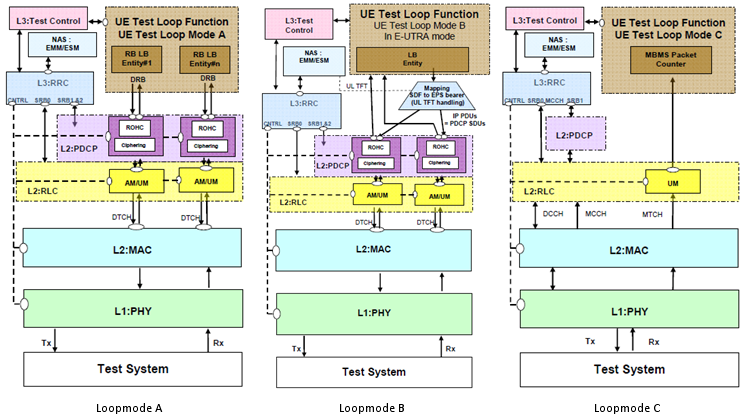 L3:Test Control
UE Test Loop Function
UE Test Loop Mode A
NAS :
EMM/ESM
RB LB
Entity#1
RB LB
Entity#n
DRB
DRB
L3:RRC
CNTRL
SRB0
SRB1,&2
ROHC
Ciphering
ROHC
Ciphering
L2:PDCP
AM/UM
AM/UM
L2:RLC
DTCH
DTCH
L2:MAC
L1:PHY
Tx
Rx
Test System
Loopmode A
L3:Test
Control
UE Test Loop Function
UE Test Loop Mode B
In E-UTRA mode
NAS :
EMM/ESM
LB
Entity
UL TFT
Mapping
SDF to EPS bearer
(UL TFT handling)
L3:RRC
CNTRL
SRB0
SRB1,&2
IP PDUs
= PDCP SDUs
ROHC
Ciphering
ROHC
Ciphering
L2:PDCP
AM/UM
AM/UM
L2:RLC
DTCH
DTCH
L2:MAC
L1:PHY
Tx
Rx
Test System
Loopmode B
L3:Test Control
UE Test Loop Function
UE Test Loop Mode C
NAS :
EMM/ESM
MBMS Packet
Counter
L3:RRC
CNTRL
SRB0
MCCH
SRB1
L2:PDCP
L2:RLC
UM
DCCH
MCCH
MTCH
L2:MAC
L1:PHY
Tx
Rx
Test System
Loopmode C